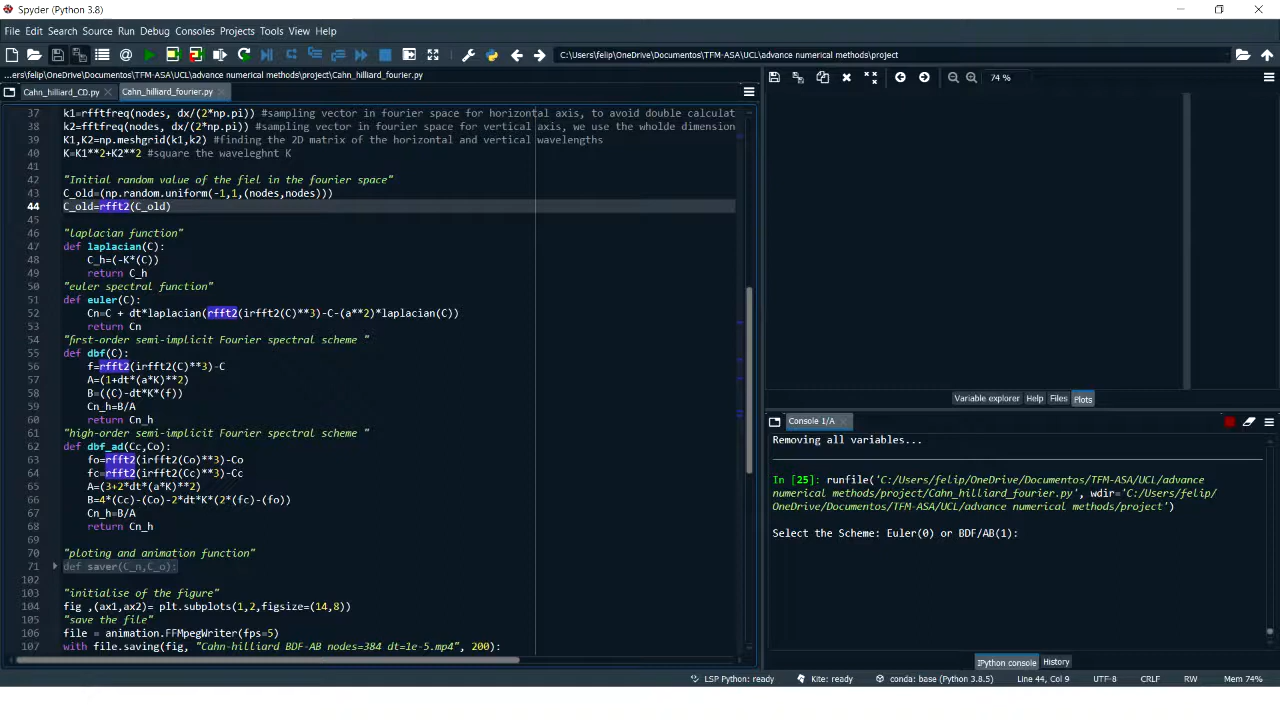 Spyder (Python 3.8)
File Edit Search Source Run Debug Consoles Projects Tools View Help
C:\Users\felip\OneDrive\Documentos\TFM-ASA\UCL\advance numerical methods\project
...ers\felip\OneDrive\Documentos\TFM-ASA\UCL\advance numerical methods\project\Cahn_hilliard_fourier.py
74 %
Cahn_hilliard_CD.py Cahn_hilliard_fourier.py
37 k1=rfftfreq(nodes, dx/(2*np.pi)) #sampling vector in fourier space for horizontal axis, to avoid double calculat
38 k2=fftfreq(nodes, dx/(2*np.pi)) #sampling vector in fourier space for vertical axis, we use the wholde dimension
39 K1,K2=np.meshgrid(k1,k2) #finding the 2D matrix of the horizontal and vertical wavelengths
40 K=K1**2+K2**2 #square the waveleghnt K
41
42 "Initial random value of the fiel in the fourier space"
43 C_old=(np.random.uniform(-1,1,(nodes,nodes)))
44 C_old=rfft2(C_old)
45
46 "laplacian function"
47 def laplacian(C):
48 C_h=(-K*(C))
49 return C_h
50 "euler spectral function"
51 def euler(C):
52 Cn=C + dt*laplacian(rfft2(irfft2(C)**3)-C-(a**2)*laplacian(C))
53 return Cn
54 "first-order semi-implicit Fourier spectral scheme "
55 def dbf(C):
56 f=rfft2(irfft2(C)**3)-C
57 A=(1+dt*(a*K)**2)
58 B=((C)-dt*K*(f))
59 Cn_h=B/A
60 return Cn_h
61 "high-order semi-implicit Fourier spectral scheme "
62 def dbf_ad(Cc,Co):
63 fo=rfft2(irfft2(Co)**3)-Co
64 fc=rfft2(irfft2(Cc)**3)-Cc
65 A=(3+2*dt*(a*K)**2)
66 B=4*(Cc)-(Co)-2*dt*K*(2*(fc)-(fo))
67 Cn_h=B/A
68 return Cn_h
69
70 "ploting and animation function"
71 def saver(C_n,C_o):
102
103 "initialise of the figure"
104 fig ,(ax1,ax2)= plt.subplots(1,2,figsize=(14,8))
105 "save the file"
106 file = animation.FFMpegWriter(fps=5)
107 with file.saving(fig, "Cahn-hilliard BDF-AB nodes=384 dt=1e-5.mp4", 200):
Variable explorer Help Files Plots
Console 1/A
Removing all variables...
In [25]: runfile('C:/Users/felip/OneDrive/Documentos/TFM-ASA/UCL/advance
numerical methods/project/Cahn_hilliard_fourier.py', wdir='C:/Users/felip/
OneDrive/Documentos/TFM-ASA/UCL/advance numerical methods/project')
Select the Scheme: Euler(0) or BDF/AB(1):
IPython console History
LSP Python: ready Kite: ready conda: base (Python 3.8.5) Line 44, Col 9 UTF-8 CRLF RW Mem 74%